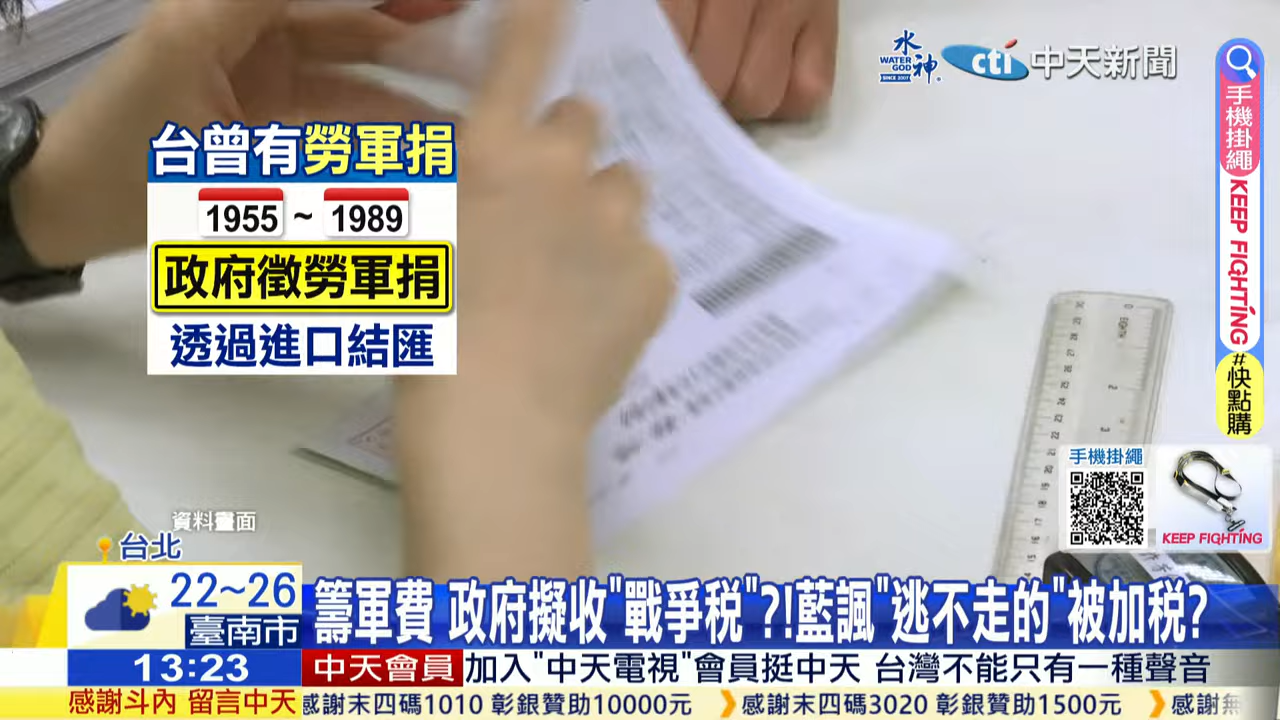 水神
WATER GOD
SINCE 2007
cti 中天新聞
台曾有勞軍捐
1955 ~ 1989
政府徵勞軍捐
透過進口結匯
手機掛繩
KEEP FIGHTING
#快點購
手機掛繩
KEEP FIGHTING
資料畫面
台北
22~26
臺南市
13:23
籌軍費 政府擬收"戰爭稅"?!藍諷"逃不走的"被加稅?
中天會員 加入"中天電視"會員挺中天 台灣不能只有一種聲音
感謝斗內 留言中天 感謝末四碼1010 彰銀贊助10000元 感謝末四碼3020 彰銀贊助1500元 感謝無